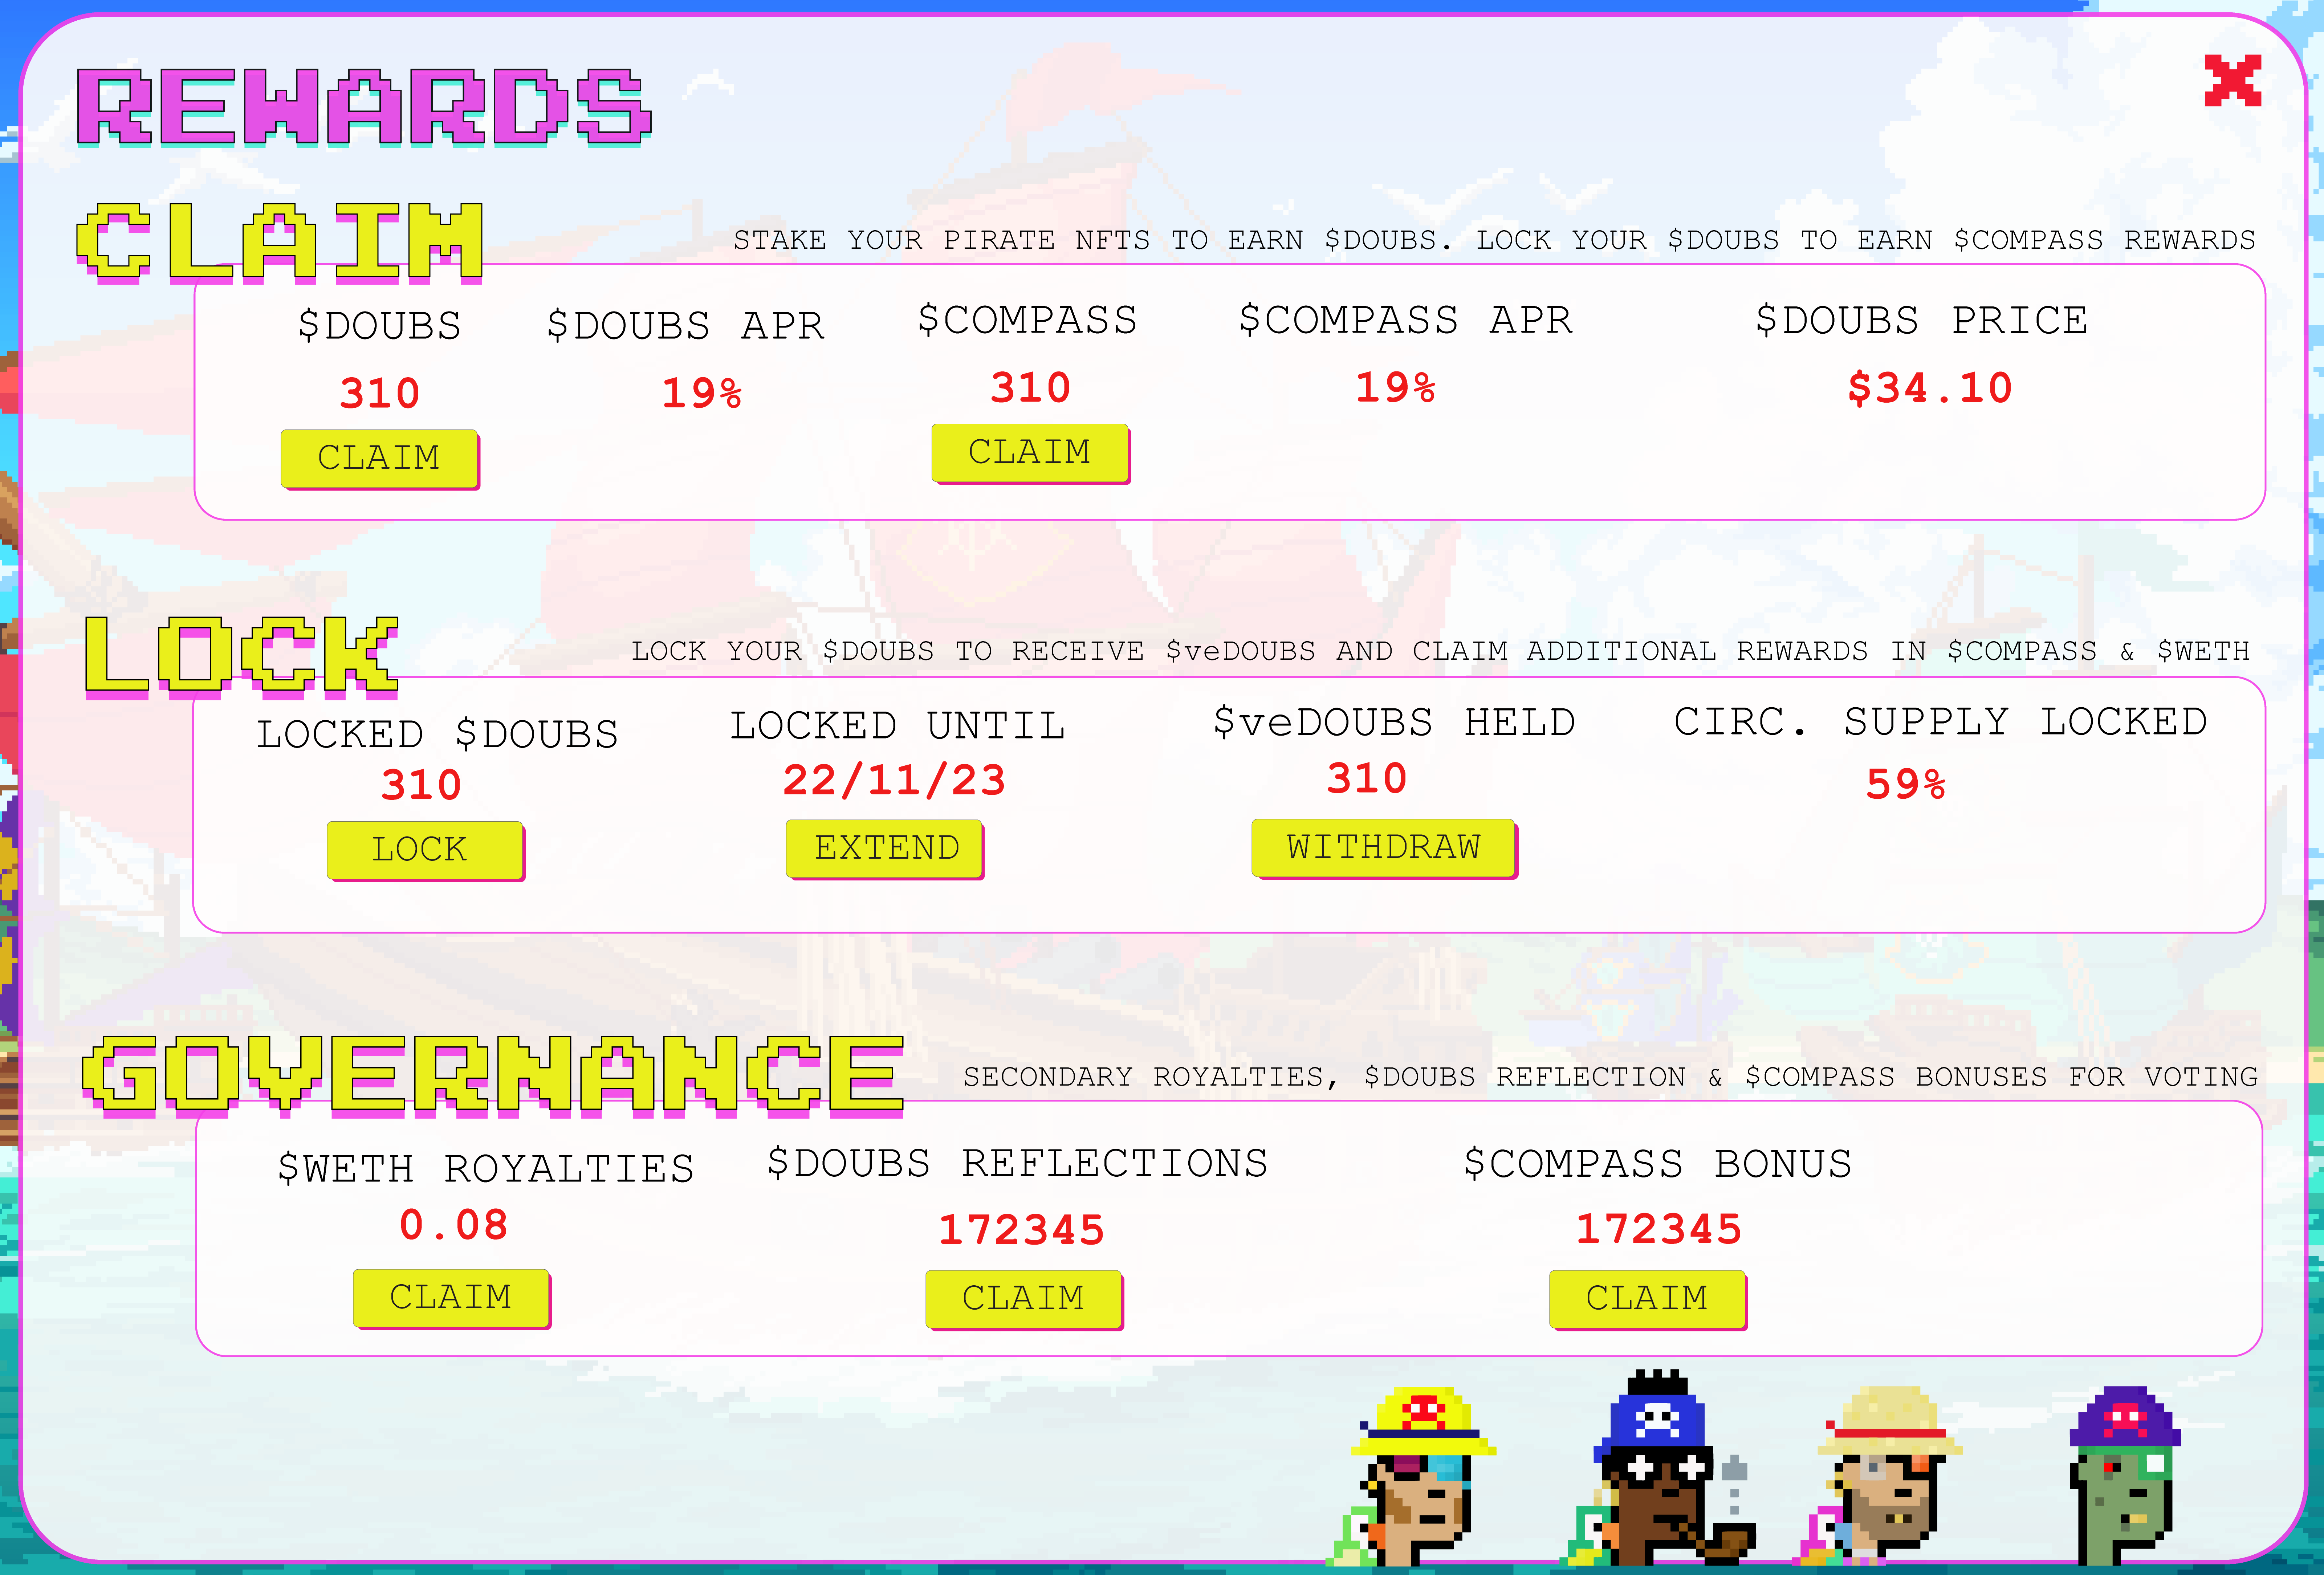 REWARDS
CLAIM
STAKE YOUR PIRATE NFTS TO EARN $DOUBS. LOCK YOUR $DOUBS TO EARN $COMPASS REWARDS
$DOUBS $DOUBS APR $COMPASS $COMPASS APR $DOUBS PRICE
310 19% 310 19% $34.10
CLAIM CLAIM
LOCK
LOCK YOUR $DOUBS TO RECEIVE $veDOUBS AND CLAIM ADDITIONAL REWARDS IN $COMPASS & $WETH
LOCKED $DOUBS LOCKED UNTIL $veDOUBS HELD CIRC. SUPPLY LOCKED
310 22/11/23 310 59%
LOCK EXTEND WITHDRAW
GOVERNANCE
SECONDARY ROYALTIES, $DOUBS REFLECTION & $COMPASS BONUSES FOR VOTING
$WETH ROYALTIES $DOUBS REFLECTIONS $COMPASS BONUS
0.08 172345 172345
CLAIM CLAIM CLAIM